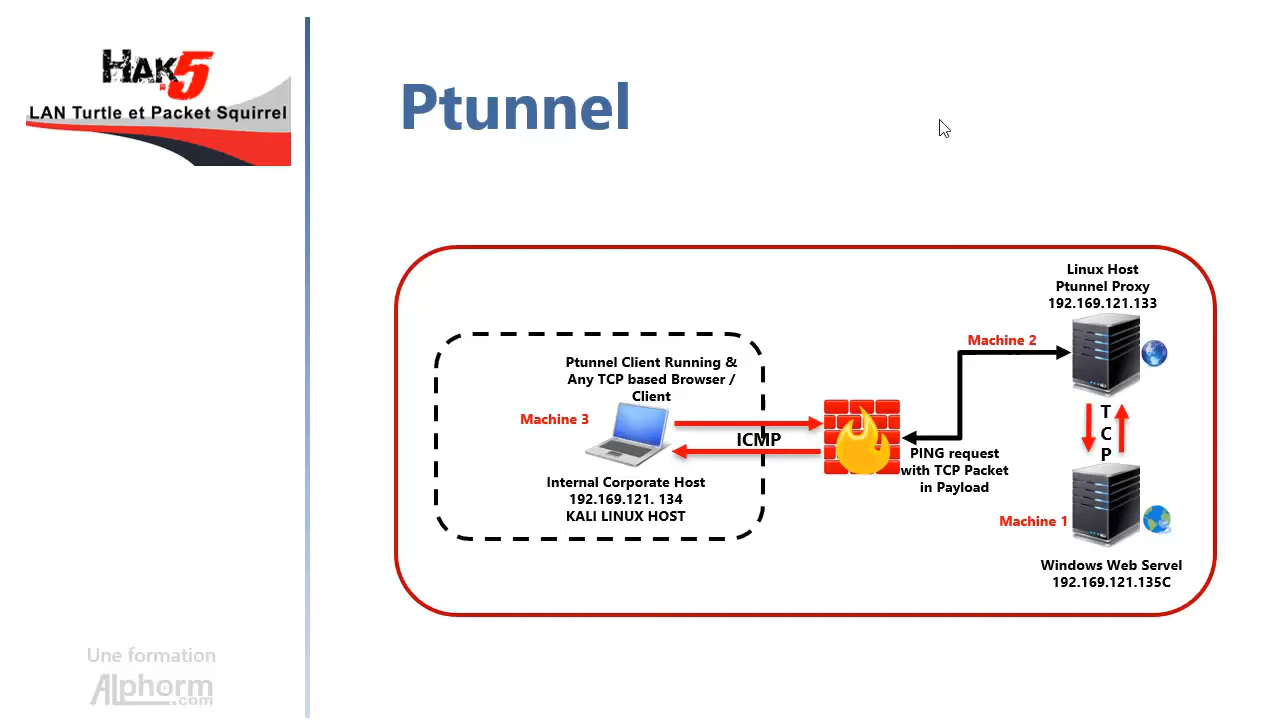 HAK5
LAN Turtle et Packet Squirrel
Ptunnel
Linux Host
Ptunnel Proxy
192.169.121.133
Machine 2
Ptunnel Client Running &
Any TCP based Browser /
Client
Machine 3
ICMP
T
C
P
PING request
with TCP Packet
in Payload
Internal Corporate Host
192.169.121. 134
KALI LINUX HOST
Machine 1
Windows Web Servel
192.169.121.135C
Une formation
Alphorm
.com